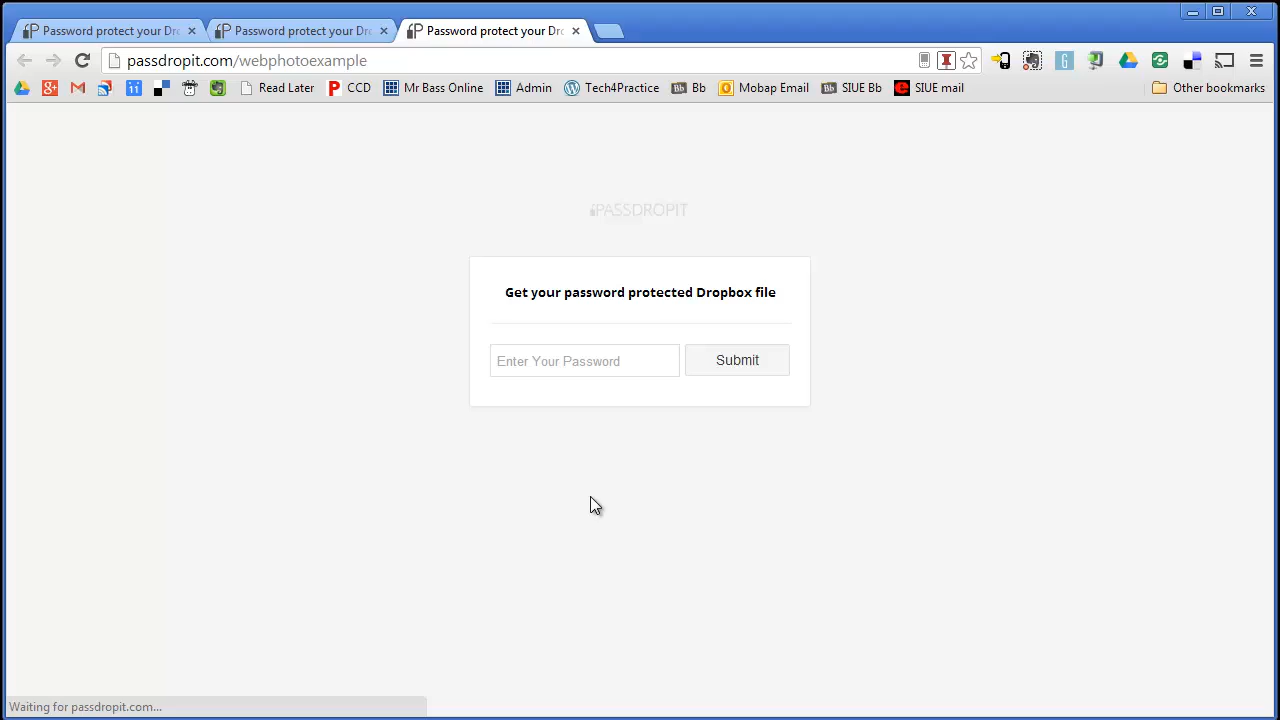 Password protect your Dr
Password protect your Dr
Password protect your Dr
passdropit.com/webphotoexample
Read Later
CCD
Mr Bass Online
Admin
Tech4Practice
Bb
Mobap Email
SIUE Bb
SIUE mail
Other bookmarks
PASSDROPIT
Get your password protected Dropbox file
Enter Your Password
Submit
Waiting for passdropit.com...